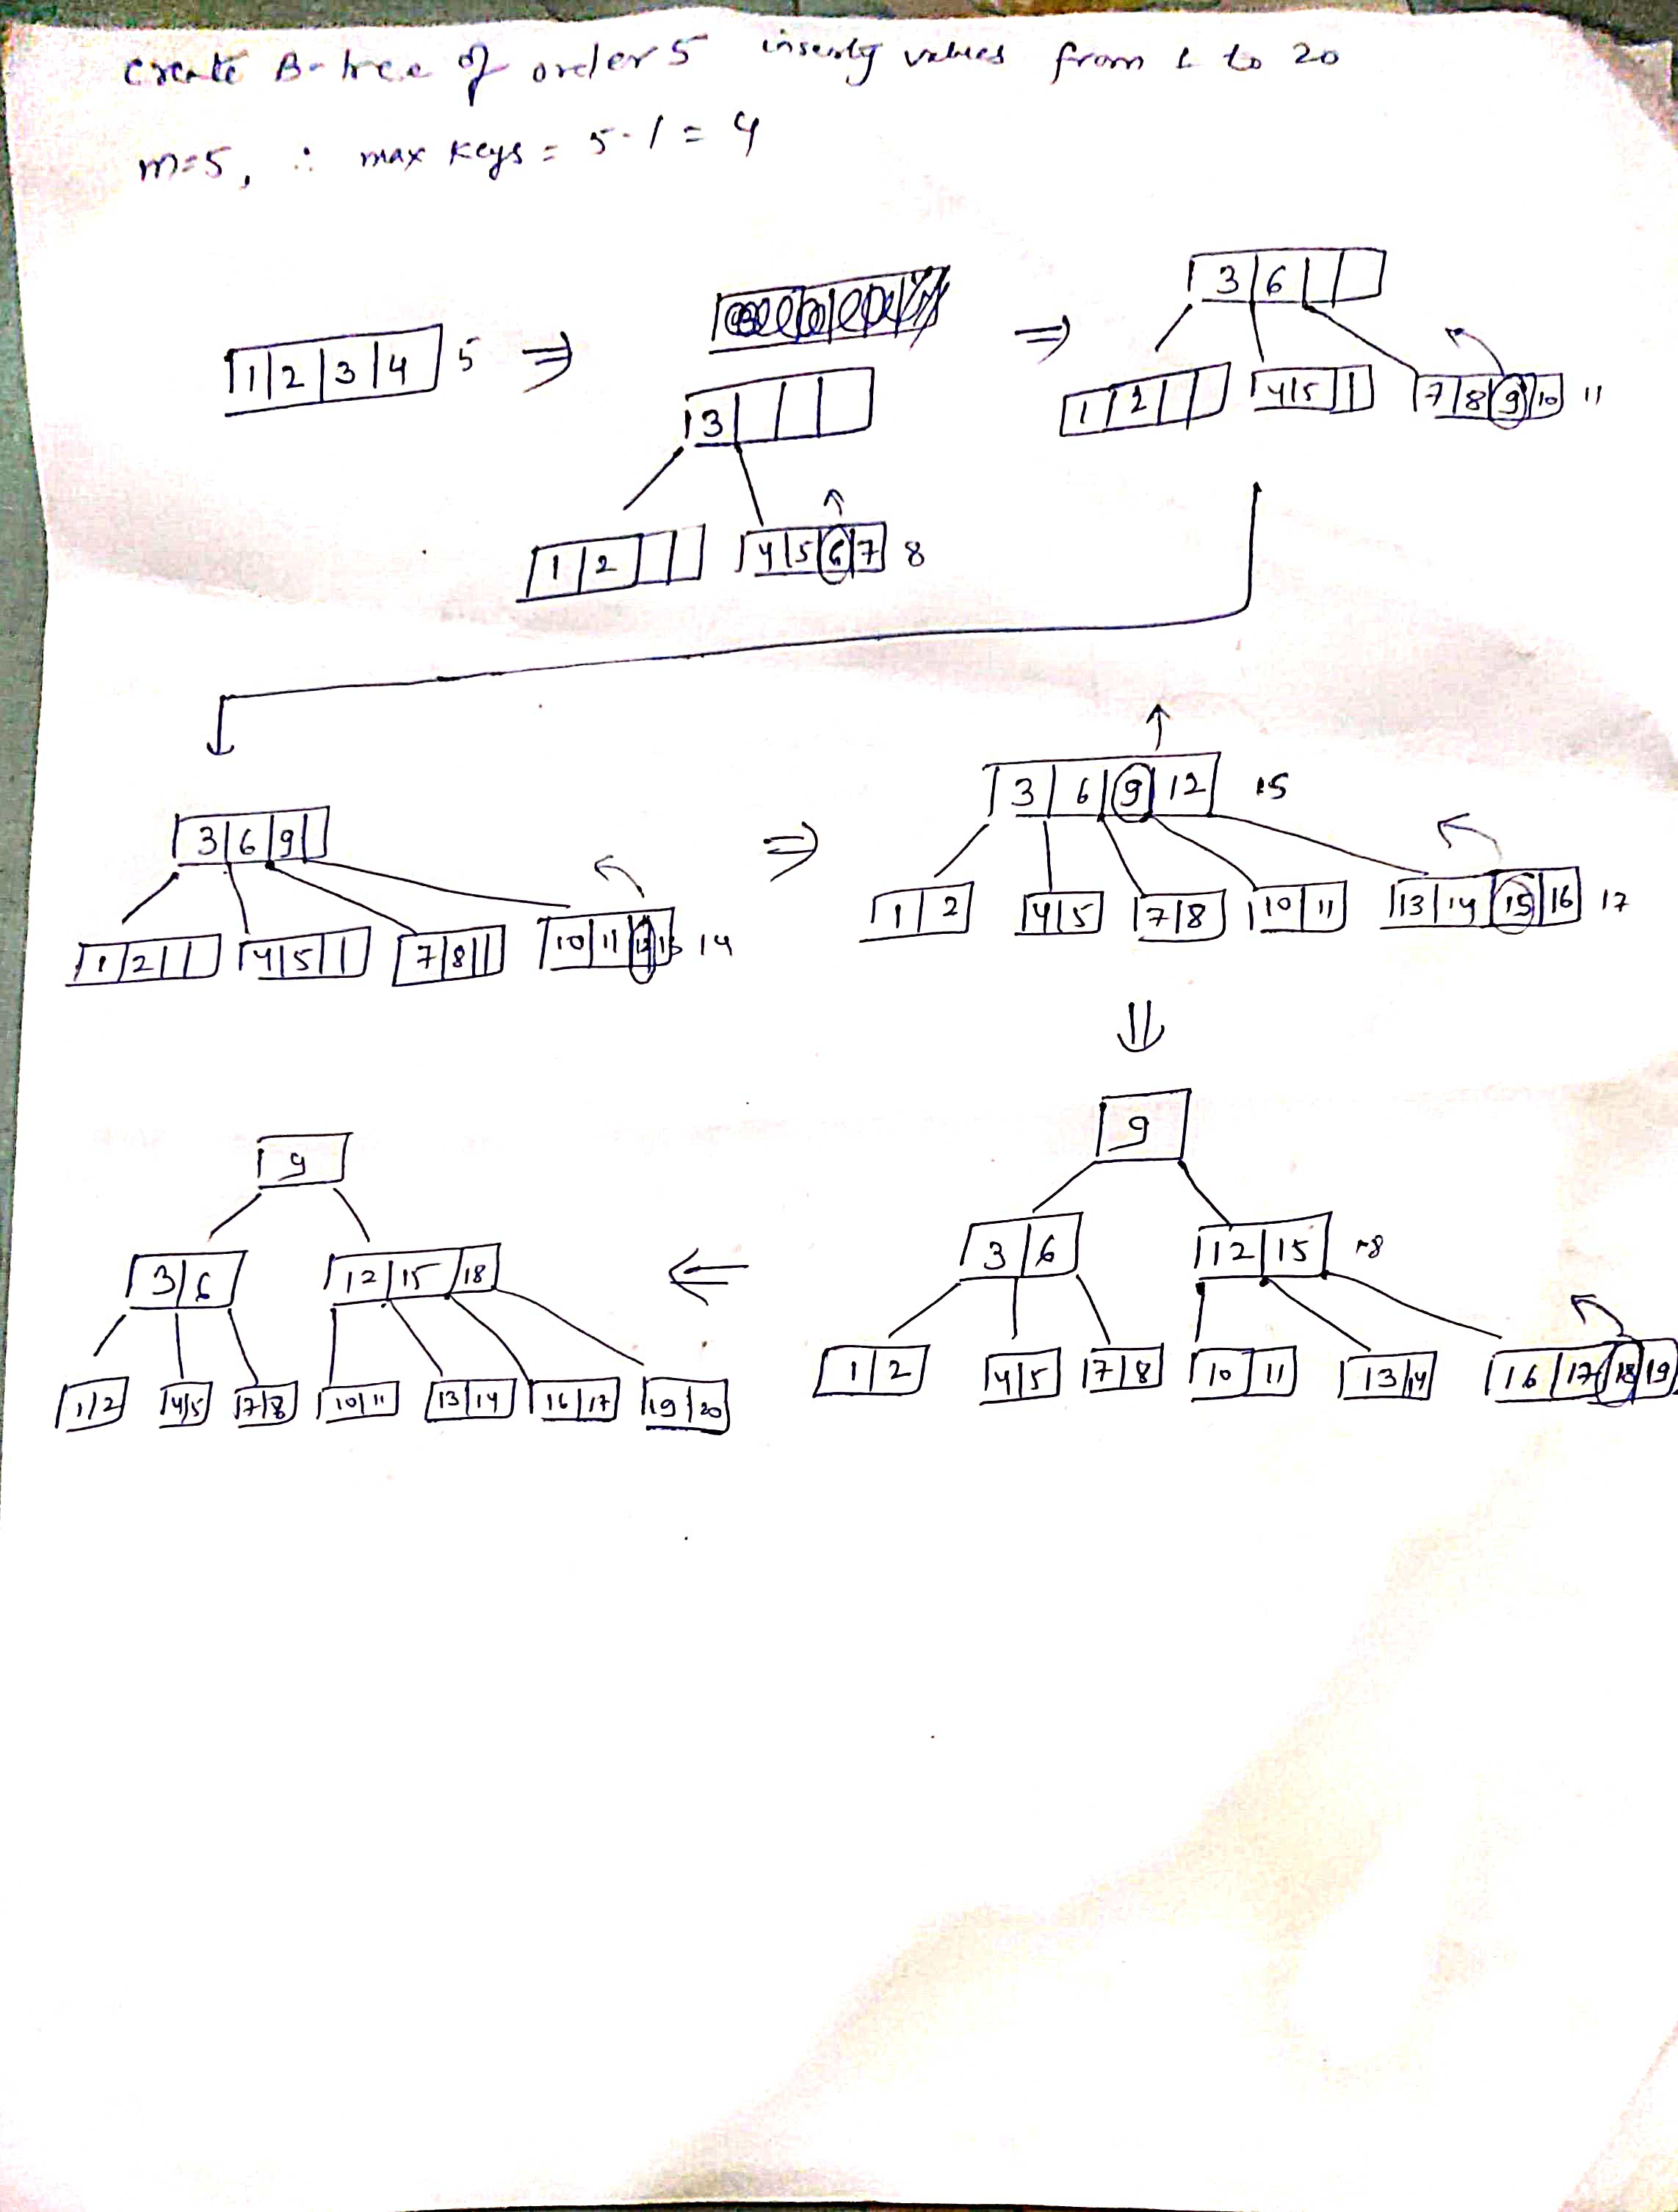 create B-tree of order 5 inserty values from 1 to 20
m=5, ∴ max keys = 5-1 = 4
1 2 3 4 5 ⇒
3
1 2
4 5 6 7 8
⇒
3 6
1 2
4 5
7 8 9 10 11
3 6 9
1 2
4 5
7 8
10 11 12 13 14
⇒
3 6 9 12 15
1 2
4 5
7 8
10 11
13 14 15 16 17
⇓
9
3 6
12 15 18
1 2
4 5
7 8
10 11
13 14
16 17 18 19
⇐
9
3 6
12 15 18
1 2
4 5
7 8
10 11
13 14
16 17
19 20